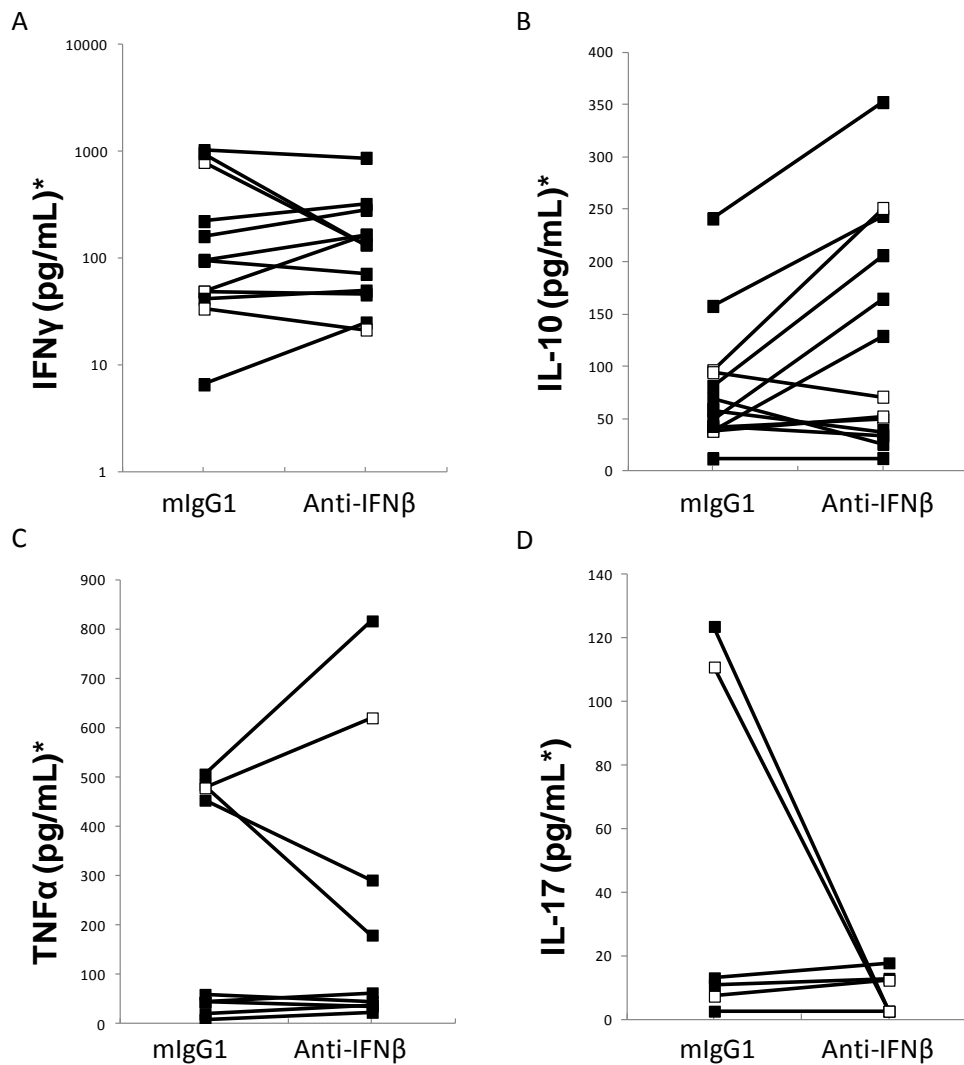 A
IFNγ (pg/mL)*
10000
1000
100
10
1
mIgG1 Anti-IFNβ
B
IL-10 (pg/mL)*
400
350
300
250
200
150
100
50
0
mIgG1 Anti-IFNβ
C
TNFα (pg/mL)*
900
800
700
600
500
400
300
200
100
0
mIgG1 Anti-IFNβ
D
IL-17 (pg/mL*)
140
120
100
80
60
40
20
0
mIgG1 Anti-IFNβ